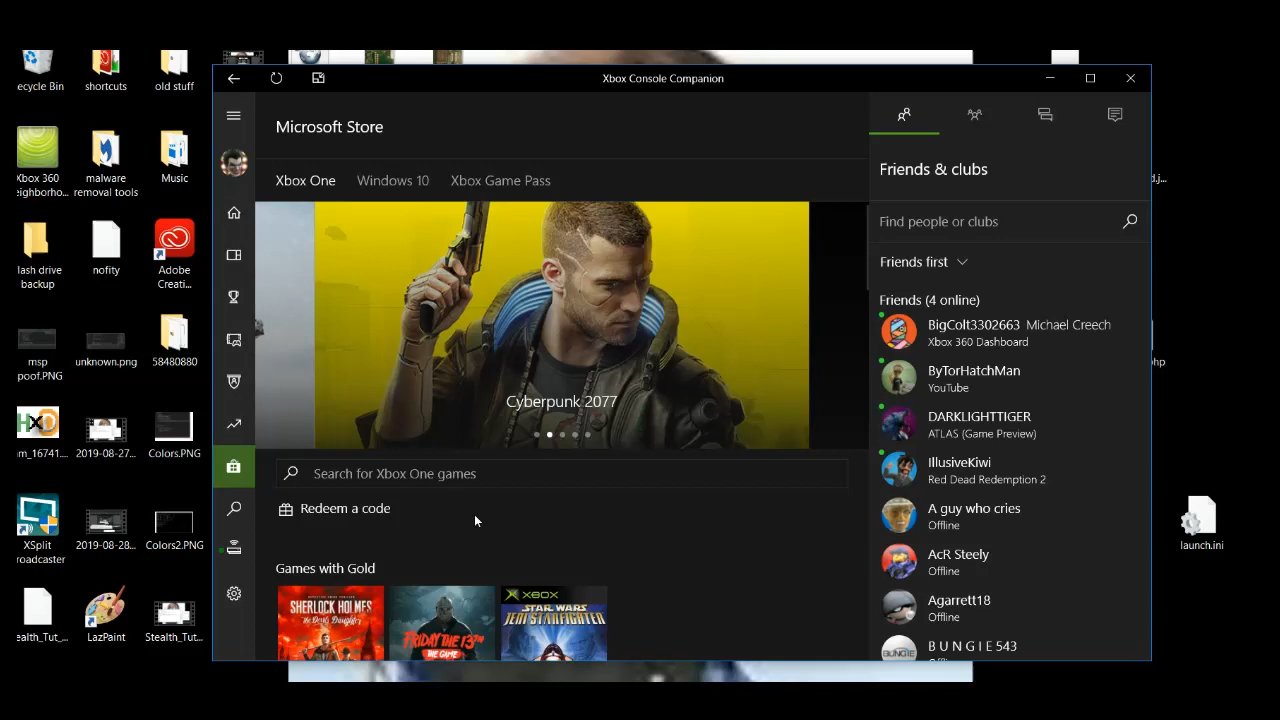 Xbox Console Companion
ecycle Bin
shortcuts
old stuff
Xbox 360
eighborho...
malware
removal tools
Music
lash drive
backup
nofity
Adobe
Creati...
msp
poof.PNG
unknown.png
58480880
m_16741....
2019-08-27...
Colors.PNG
XSplit
roadcaster
2019-08-28...
Colors2.PNG
ealth_Tut_...
LazPaint
Stealth_Tut...
Microsoft Store
Xbox One
Windows 10
Xbox Game Pass
Cyberpunk 2077
Search for Xbox One games
Redeem a code
Games with Gold
SHERLOCK HOLMES
The Devil's Daughter
FRIDAY THE 13TH
THE GAME
XBOX
STAR WARS
JEDI STARFIGHTER
Friends & clubs
Find people or clubs
Friends first
Friends (4 online)
BigColt3302663 Michael Creech
Xbox 360 Dashboard
ByTorHatchMan
YouTube
DARKLIGHTTIGER
ATLAS (Game Preview)
IllusiveKiwi
Red Dead Redemption 2
A guy who cries
Offline
AcR Steely
Offline
Agarrett18
Offline
BUNGIE
B U N G I E 543
d.j...
php
launch.ini